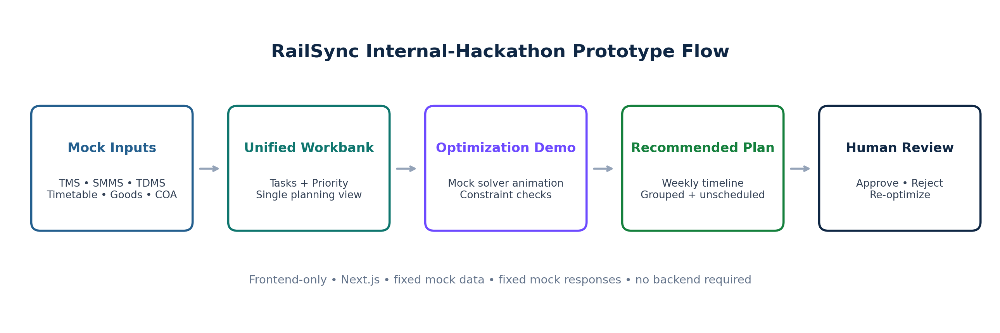 RailSync Internal-Hackathon Prototype Flow
Mock Inputs
TMS • SMMS • TDMS
Timetable • Goods • COA
Unified Workbank
Tasks + Priority
Single planning view
Optimization Demo
Mock solver animation
Constraint checks
Recommended Plan
Weekly timeline
Grouped + unscheduled
Human Review
Approve • Reject
Re-optimize
Frontend-only • Next.js • fixed mock data • fixed mock responses • no backend required